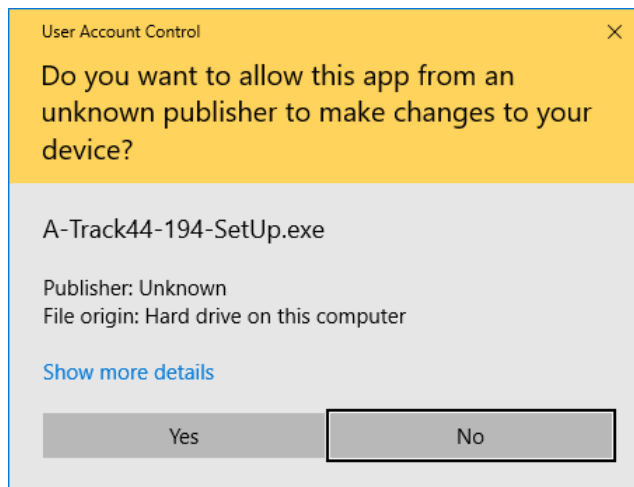 User Account Control
Do you want to allow this app from an
unknown publisher to make changes to your
device?
A-Track44-194-SetUp.exe
Publisher: Unknown
File origin: Hard drive on this computer
Show more details
Yes
No